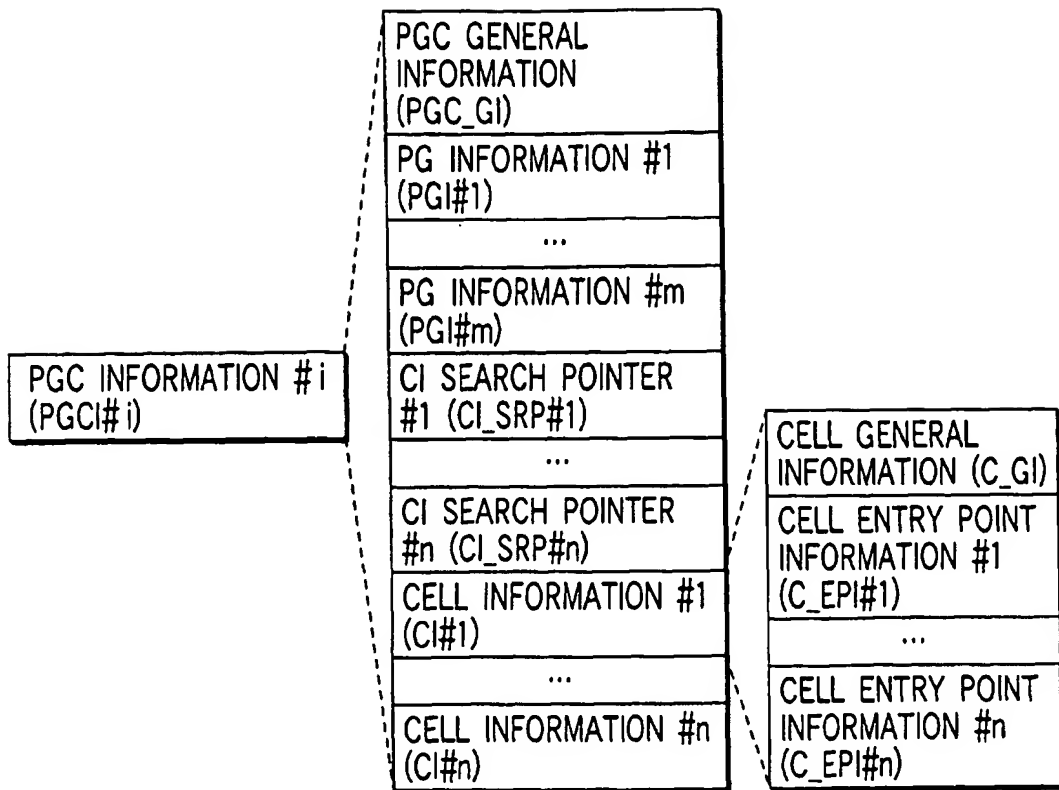 PGC INFORMATION #i
(PGCI#i)
PGC GENERAL
INFORMATION
(PGC_GI)
PG INFORMATION #1
(PGI#1)
...
PG INFORMATION #m
(PGI#m)
CI SEARCH POINTER
#1 (CI_SRP#1)
...
CI SEARCH POINTER
#n (CI_SRP#n)
CELL INFORMATION #1
(CI#1)
...
CELL INFORMATION #n
(CI#n)
CELL GENERAL
INFORMATION (C_GI)
CELL ENTRY POINT
INFORMATION #1
(C_EPI#1)
...
CELL ENTRY POINT
INFORMATION #n
(C_EPI#n)